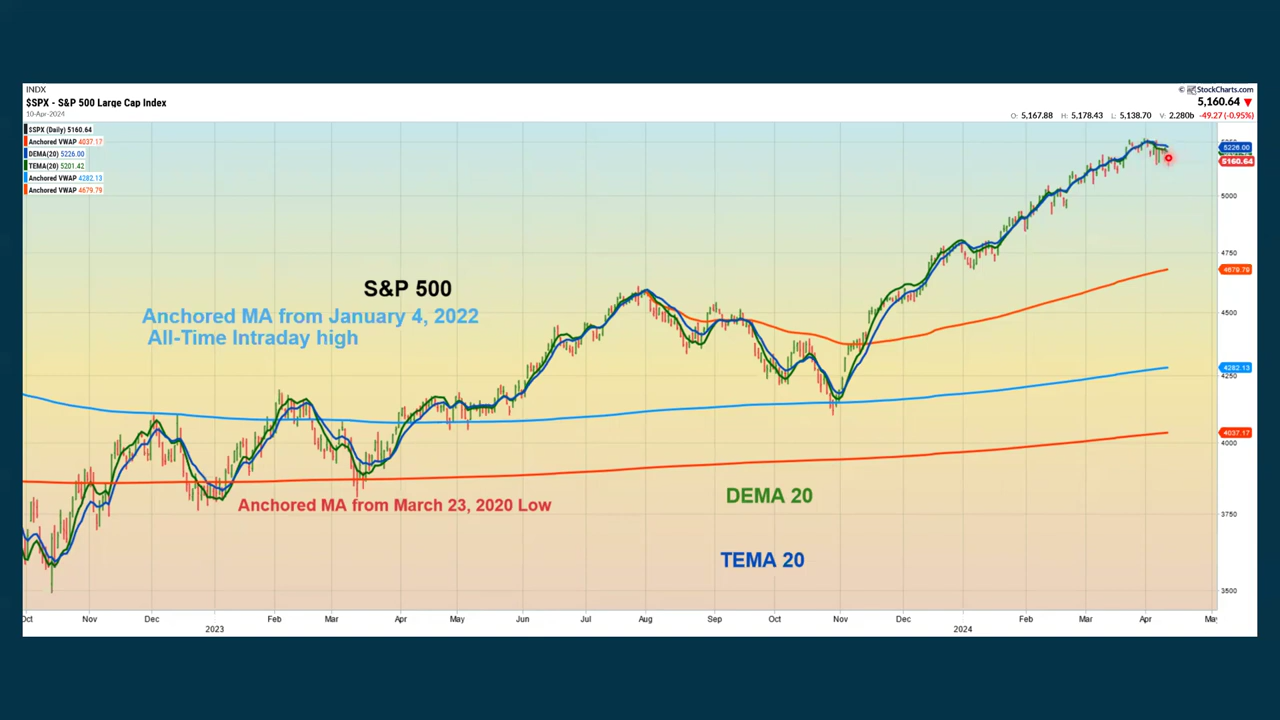 INDX
© StockCharts.com
$SPX - S&P 500 Large Cap Index
5,160.64 ▼
10-Apr-2024
O: 5,167.88 H: 5,178.43 L: 5,138.70 V: 2.280b -49.27 (-0.95%)
$SPX (Daily) 5160.64
Anchored VWAP 4037.17
DEMA(20) 5226.00
TEMA(20) 5201.42
Anchored VWAP 4282.13
Anchored VWAP 4679.79
5226.00
5160.64
5000
4750
4679.79
4500
4282.13
4250
4037.17
4000
3750
3500
S&P 500
Anchored MA from January 4, 2022
All-Time Intraday high
Anchored MA from March 23, 2020 Low
DEMA 20
TEMA 20
Oct Nov Dec Feb Mar Apr May Jun Jul Aug Sep Oct Nov Dec Feb Mar Apr May
2023 2024